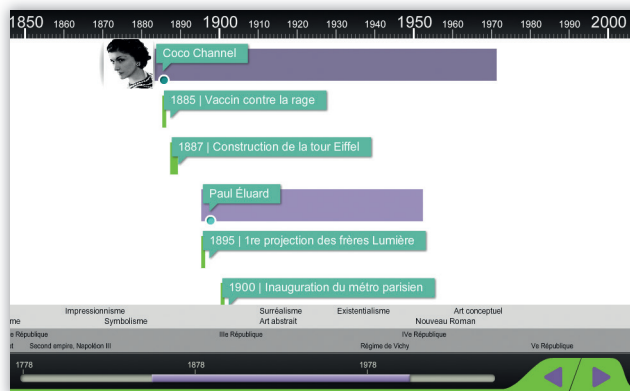 1850 1860 1870 1880 1890 1900 1910 1920 1930 1940 1950 1960 1970 1980 1990 2000
Coco Channel
1885 | Vaccin contre la rage
1887 | Construction de la tour Eiffel
Paul Éluard
1895 | 1re projection des frères Lumière
1900 | Inauguration du métro parisien
Impressionnisme Surréalisme Existentialisme Art conceptuel
me Symbolisme Art abstrait Nouveau Roman
e République IIIe République IVe République
t Second empire, Napoléon III Régime de Vichy Ve République
1778 1878 1978